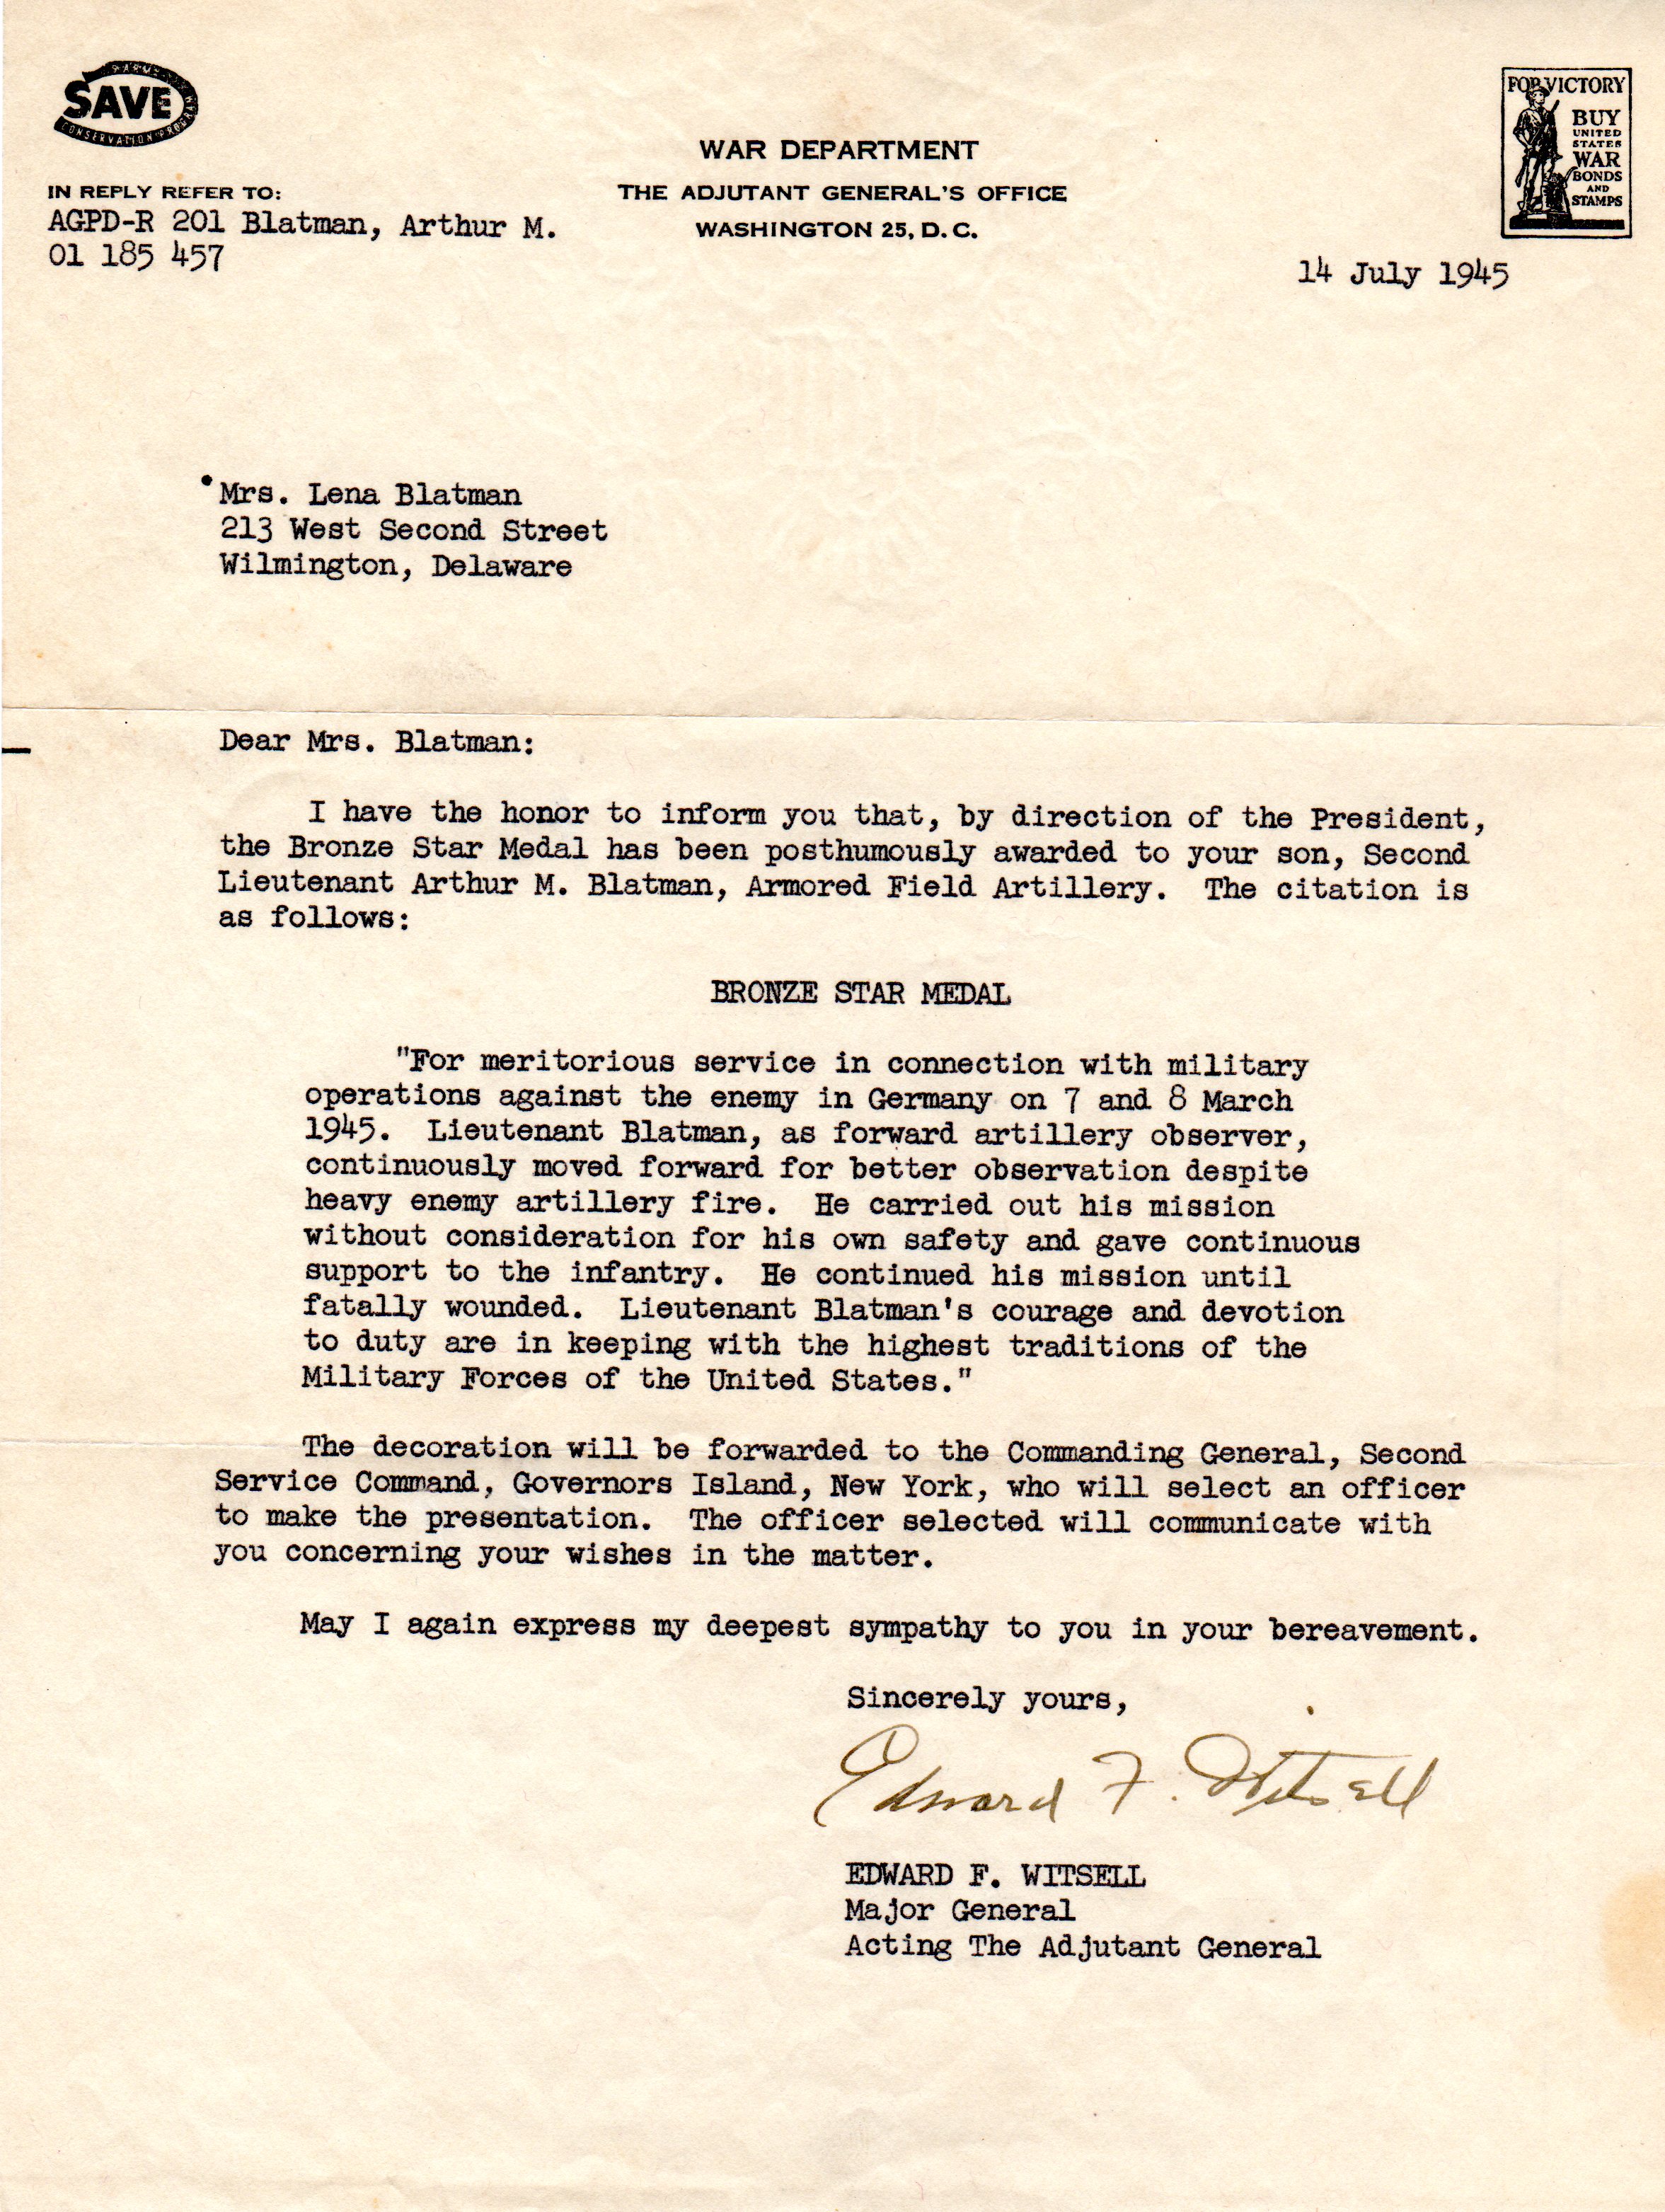 ARMY
SAVE
CONSERVATION PROGRAM
FOR VICTORY
BUY
UNITED
STATES
WAR
BONDS
AND
STAMPS
WAR DEPARTMENT
THE ADJUTANT GENERAL'S OFFICE
WASHINGTON 25, D. C.
IN REPLY REFER TO:
AGPD-R 201 Blatman, Arthur M.
01 185 457
14 July 1945
Mrs. Lena Blatman
213 West Second Street
Wilmington, Delaware
Dear Mrs. Blatman:
I have the honor to inform you that, by direction of the President,
the Bronze Star Medal has been posthumously awarded to your son, Second
Lieutenant Arthur M. Blatman, Armored Field Artillery. The citation is
as follows:
BRONZE STAR MEDAL
"For meritorious service in connection with military
operations against the enemy in Germany on 7 and 8 March
1945. Lieutenant Blatman, as forward artillery observer,
continuously moved forward for better observation despite
heavy enemy artillery fire. He carried out his mission
without consideration for his own safety and gave continuous
support to the infantry. He continued his mission until
fatally wounded. Lieutenant Blatman's courage and devotion
to duty are in keeping with the highest traditions of the
Military Forces of the United States."
The decoration will be forwarded to the Commanding General, Second
Service Command, Governors Island, New York, who will select an officer
to make the presentation. The officer selected will communicate with
you concerning your wishes in the matter.
May I again express my deepest sympathy to you in your bereavement.
Sincerely yours,
Edward F. Witsell
EDWARD F. WITSELL
Major General
Acting The Adjutant General